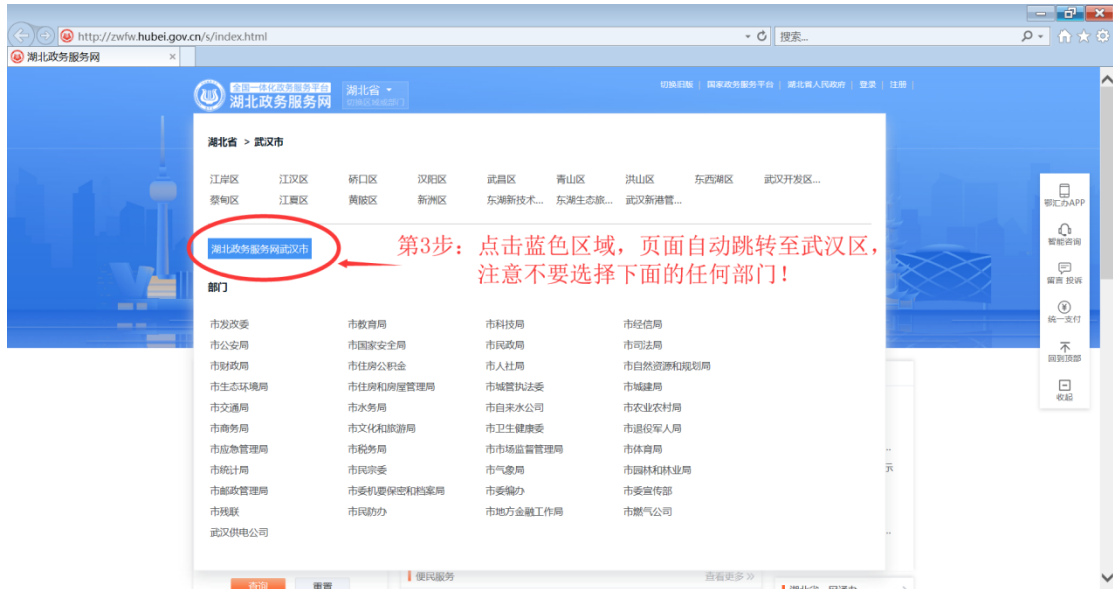 http://zwfw.hubei.gov.cn/s/index.html
搜索...
湖北政务服务网
全国一体化政务服务平台
湖北政务服务网
湖北省
切换区域或部门
切换旧版 | 国家政务服务平台 | 湖北省人民政府 | 登录 | 注册 |
湖北省 > 武汉市
江岸区 江汉区 硚口区 汉阳区 武昌区 青山区 洪山区 东西湖区 武汉开发区...
蔡甸区 江夏区 黄陂区 新洲区 东湖新技术... 东湖生态旅... 武汉新港管...
湖北政务服务网武汉市
第3步：点击蓝色区域，页面自动跳转至武汉区，
注意不要选择下面的任何部门！
部门
市发改委 市教育局 市科技局 市经信局
市公安局 市国家安全局 市民政局 市司法局
市财政局 市住房公积金 市人社局 市自然资源和规划局
市生态环境局 市住房和房屋管理局 市城管执法委 市城建局
市交通局 市水务局 市自来水公司 市农业农村局
市商务局 市文化和旅游局 市卫生健康委 市退役军人局
市应急管理局 市税务局 市市场监督管理局 市体育局
市统计局 市民宗委 市气象局 市园林和林业局
市邮政管理局 市委机要保密和档案局 市委编办 市委宣传部
市残联 市民防办 市地方金融工作局 市燃气公司
武汉供电公司
鄂汇办APP
智能咨询
留言 投诉
统一支付
回到顶部
收起
...
示
...
查询 重置
便民服务 查看更多